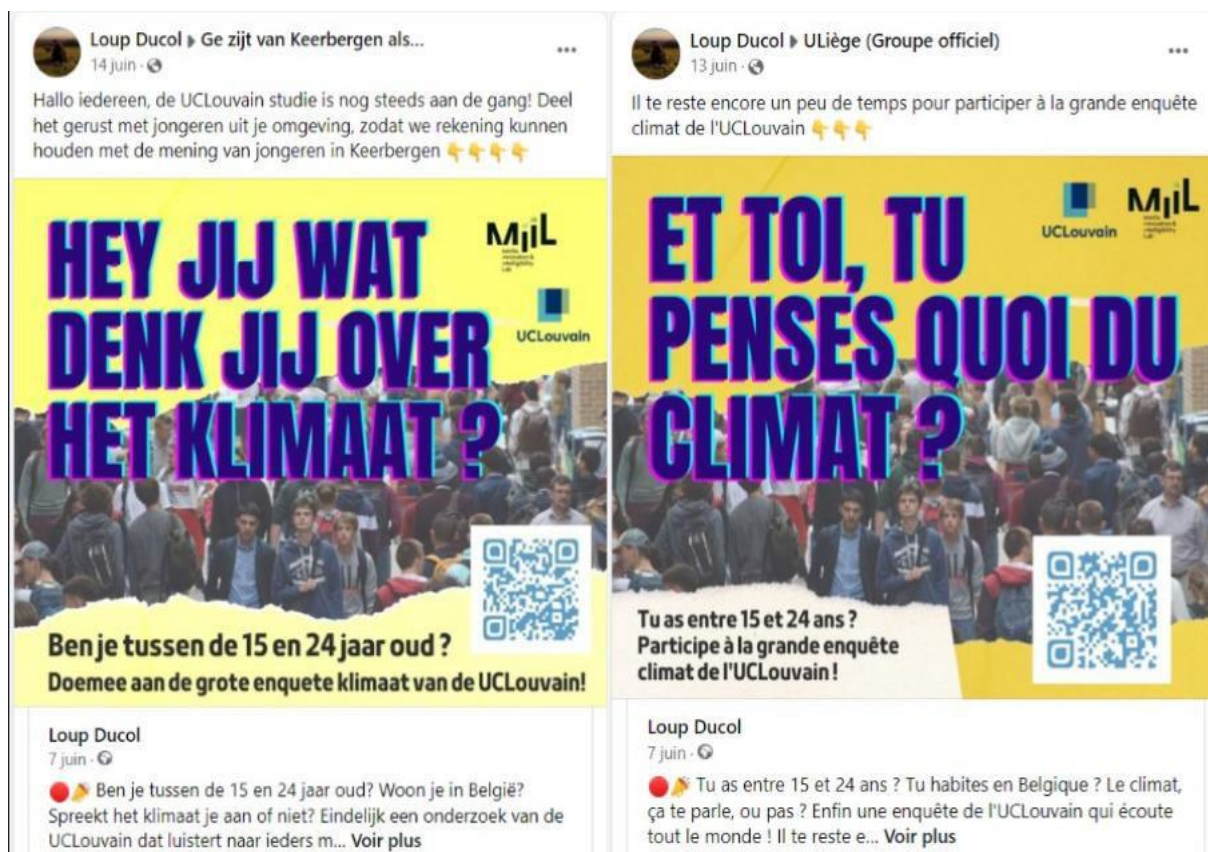 Loup Ducol ▸ Ge zijt van Keerbergen als...
14 juin ·
Hallo iedereen, de UCLouvain studie is nog steeds aan de gang! Deel
het gerust met jongeren uit je omgeving, zodat we rekening kunnen
houden met de mening van jongeren in Keerbergen 👇👇👇👇
HEY JIJ WAT
DENK JIJ OVER
HET KLIMAAT ?
MiiL
UCLouvain
Ben je tussen de 15 en 24 jaar oud ?
Doemee aan de grote enquete klimaat van de UCLouvain!
Loup Ducol
7 juin ·
🔴🎉 Ben je tussen de 15 en 24 jaar oud? Woon je in België?
Spreekt het klimaat je aan of niet? Eindelijk een onderzoek van de
UCLouvain dat luistert naar ieders m... Voir plus
Loup Ducol ▸ ULiège (Groupe officiel)
13 juin ·
Il te reste encore un peu de temps pour participer à la grande enquête
climat de l'UCLouvain 👇👇👇
ET TOI, TU
PENSES QUOI DU
CLIMAT ?
UCLouvain
MiiL
Tu as entre 15 et 24 ans ?
Participe à la grande enquête
climat de l'UCLouvain !
Loup Ducol
7 juin ·
🔴🎉 Tu as entre 15 et 24 ans ? Tu habites en Belgique ? Le climat,
ça te parle, ou pas ? Enfin une enquête de l'UCLouvain qui écoute
tout le monde ! Il te reste e... Voir plus